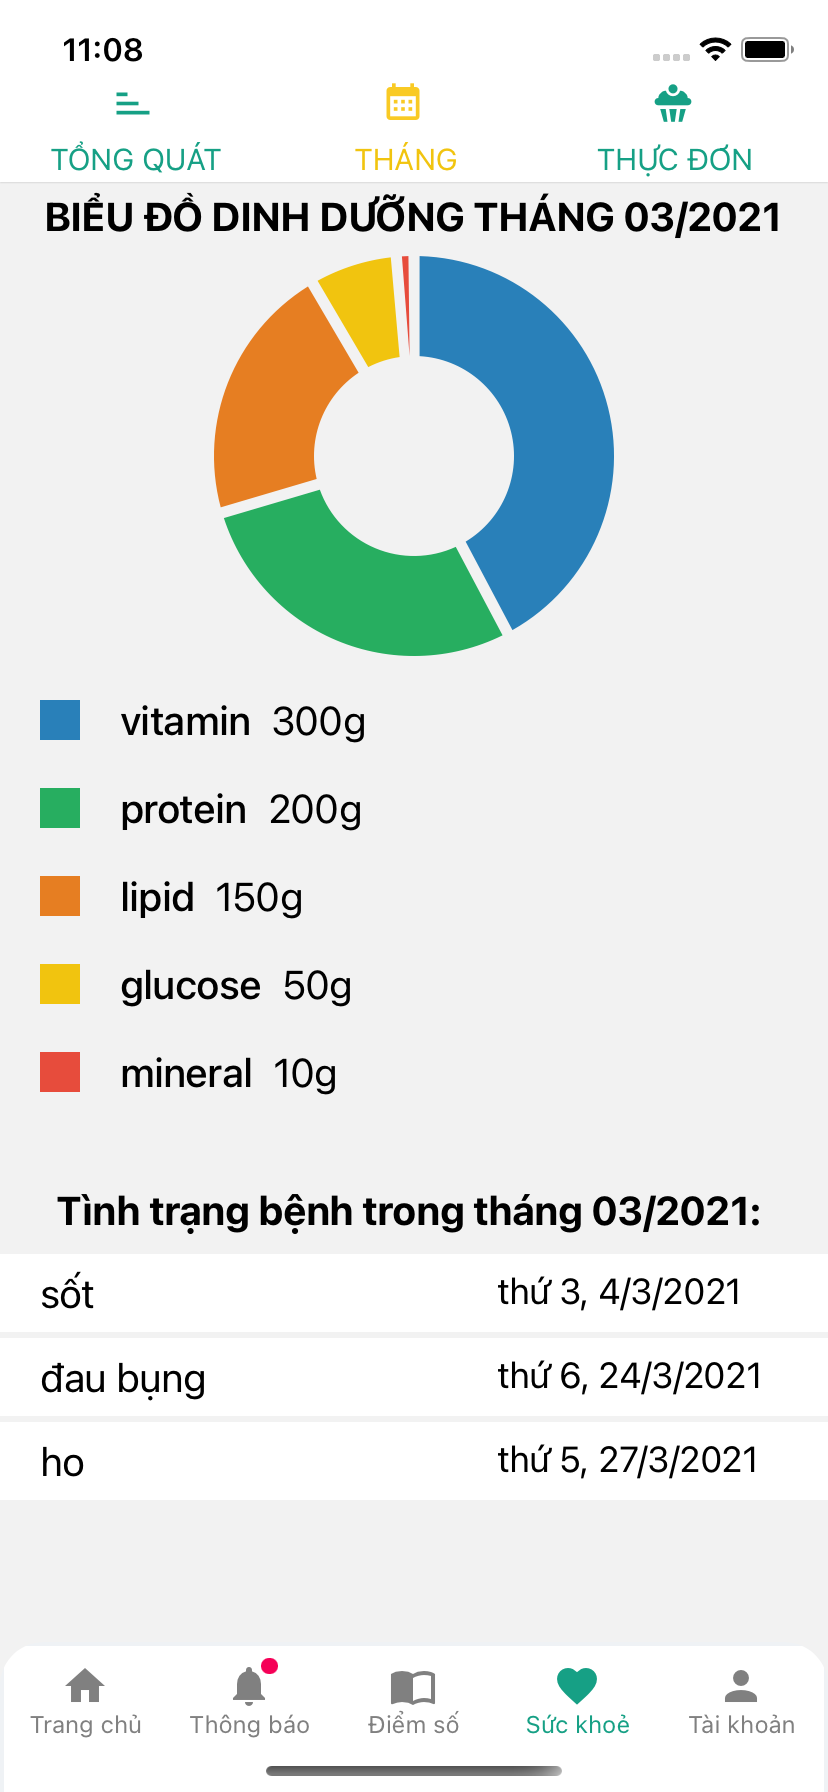 11:08
TỔNG QUÁT THÁNG THỰC ĐƠN
BIỂU ĐỒ DINH DƯỠNG THÁNG 03/2021
vitamin 300g
protein 200g
lipid 150g
glucose 50g
mineral 10g
Tình trạng bệnh trong tháng 03/2021:
sốt thứ 3, 4/3/2021
đau bụng thứ 6, 24/3/2021
ho thứ 5, 27/3/2021
Trang chủ Thông báo Điểm số Sức khoẻ Tài khoản